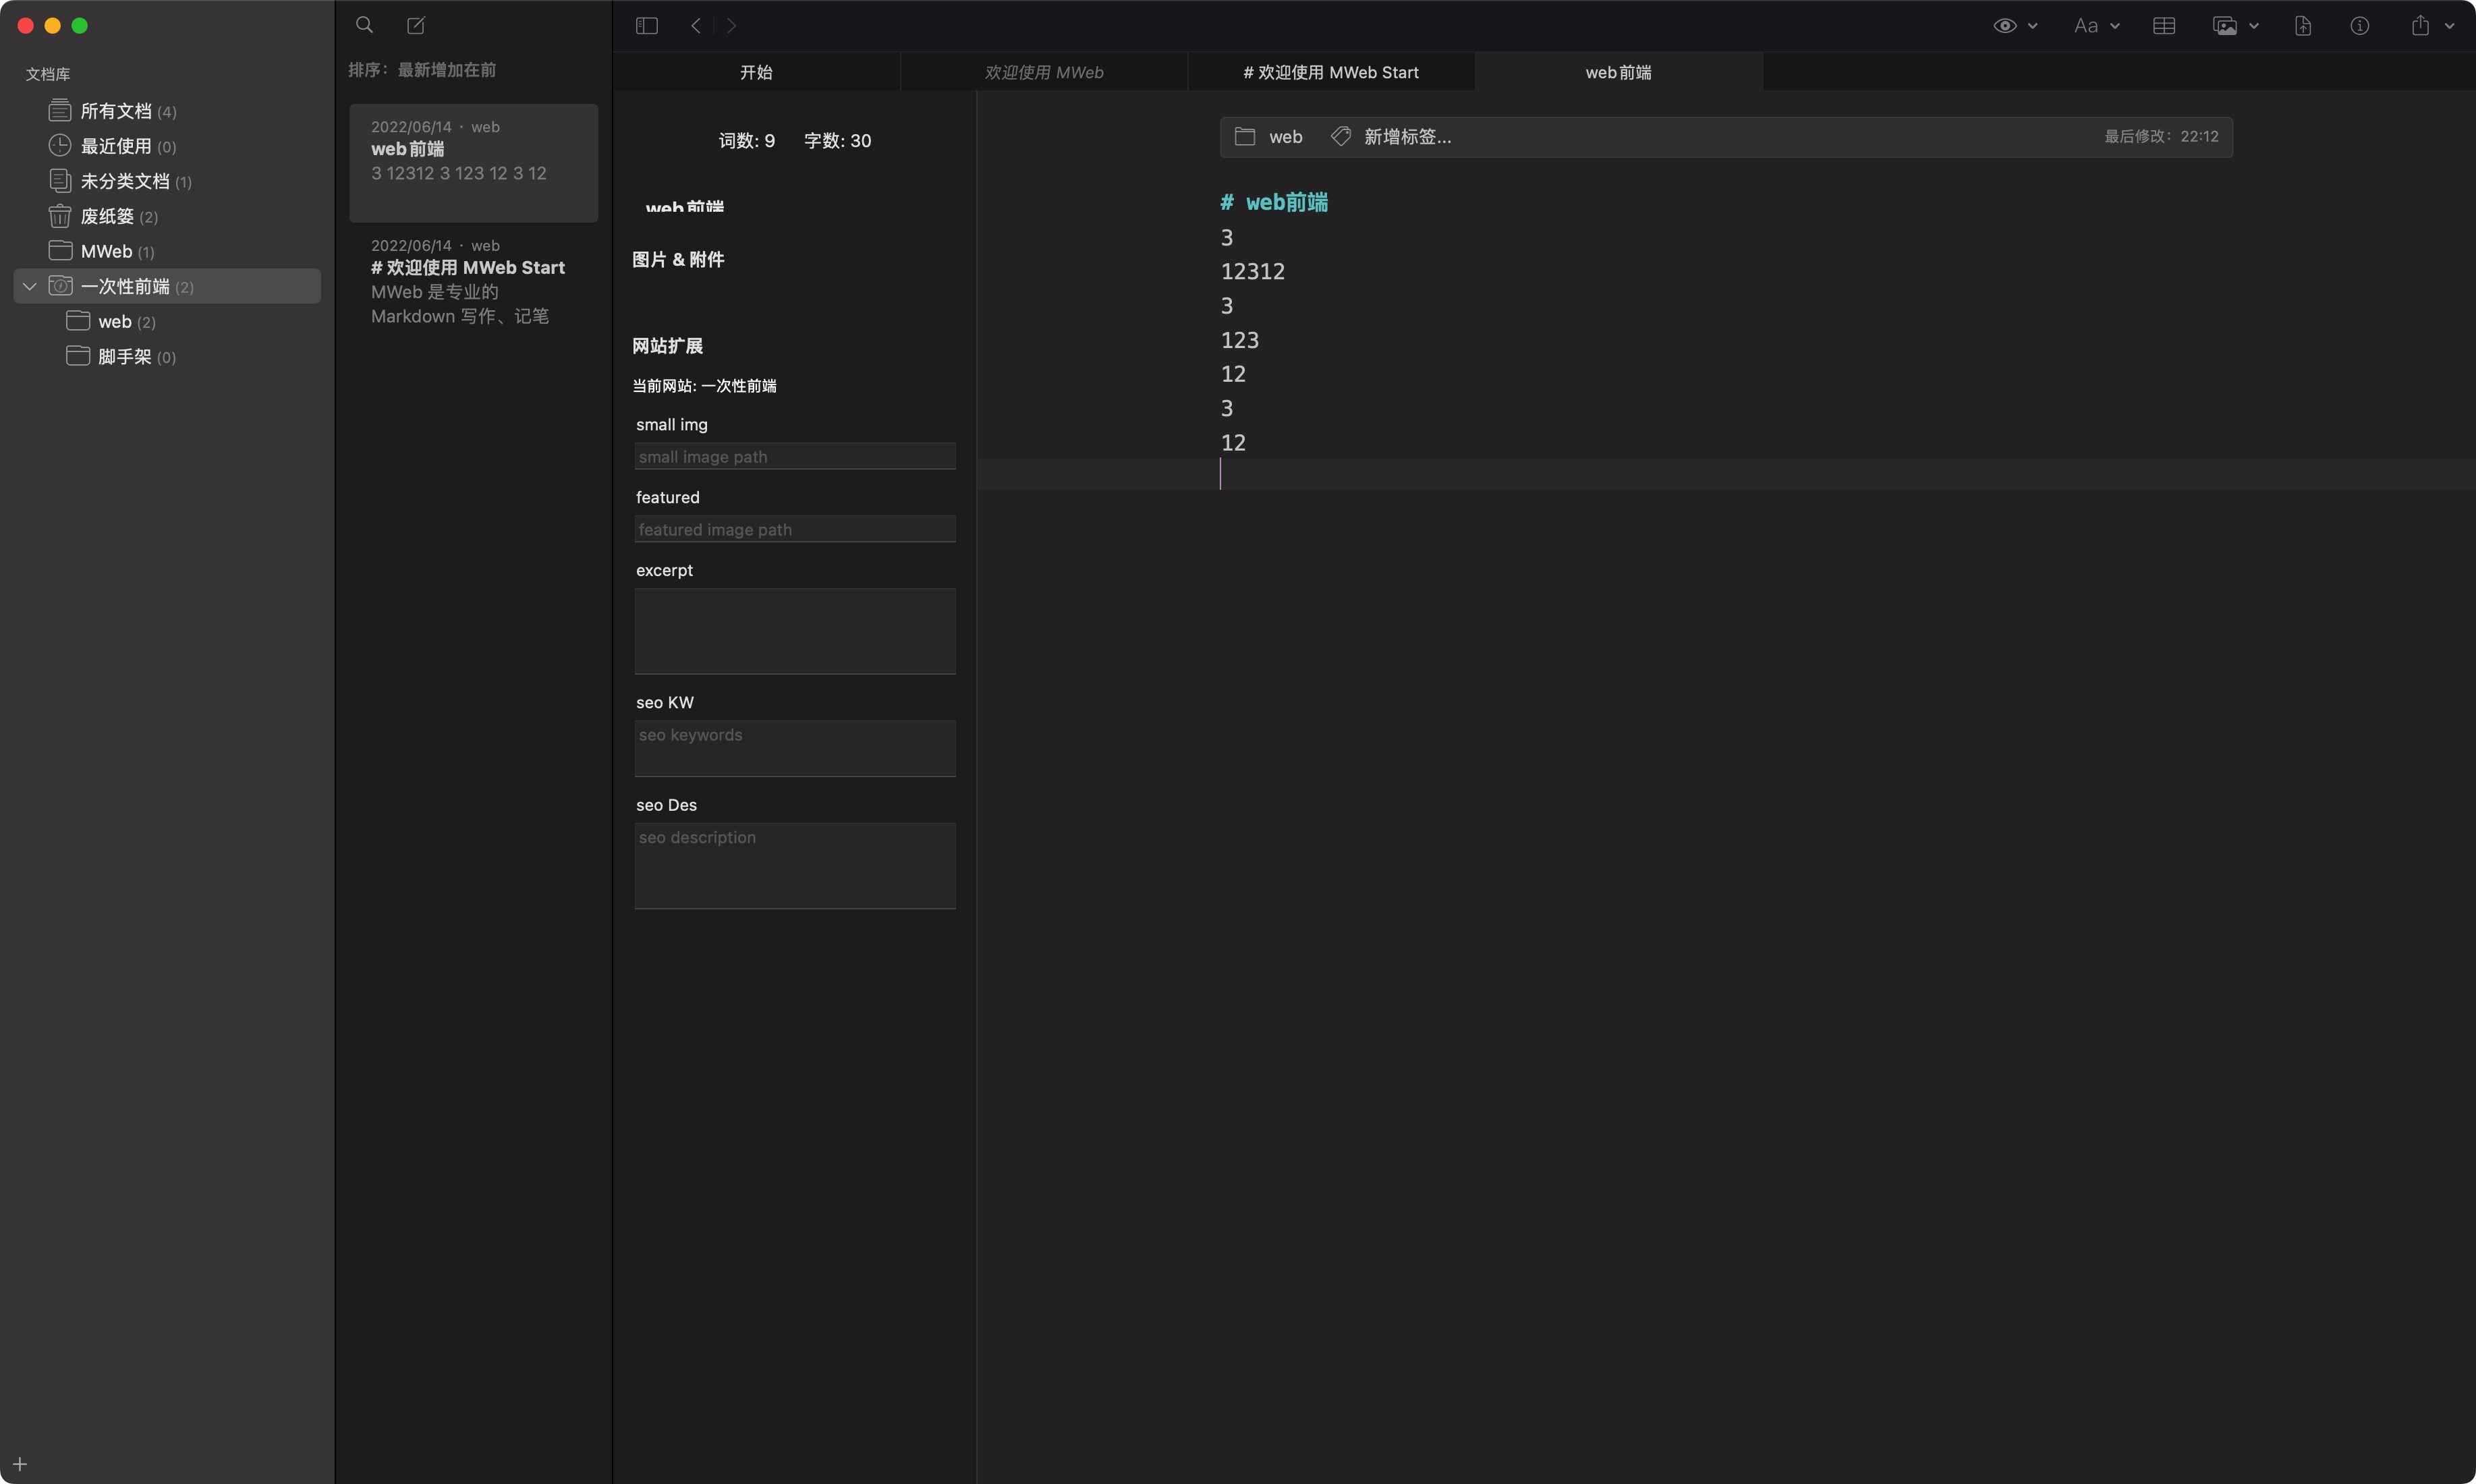 文档库
所有文档 (4)
最近使用 (0)
未分类文档 (1)
废纸篓 (2)
MWeb (1)
一次性前端 (2)
web (2)
脚手架 (0)
排序：最新增加在前
2022/06/14 · web
web前端
3 12312 3 123 12 3 12
2022/06/14 · web
# 欢迎使用 MWeb Start
MWeb 是专业的
Markdown 写作、记笔
Aa
开始
欢迎使用 MWeb
# 欢迎使用 MWeb Start
web前端
词数: 9 字数: 30
web前端
图片 & 附件
网站扩展
当前网站: 一次性前端
small img
small image path
featured
featured image path
excerpt
seo KW
seo keywords
seo Des
seo description
web 新增标签... 最后修改：22:12
# web前端
3
12312
3
123
12
3
12